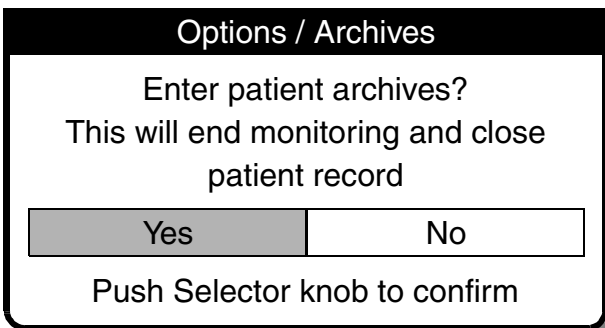 Options / Archives
Enter patient archives?
This will end monitoring and close
patient record
Yes No
Push Selector knob to confirm